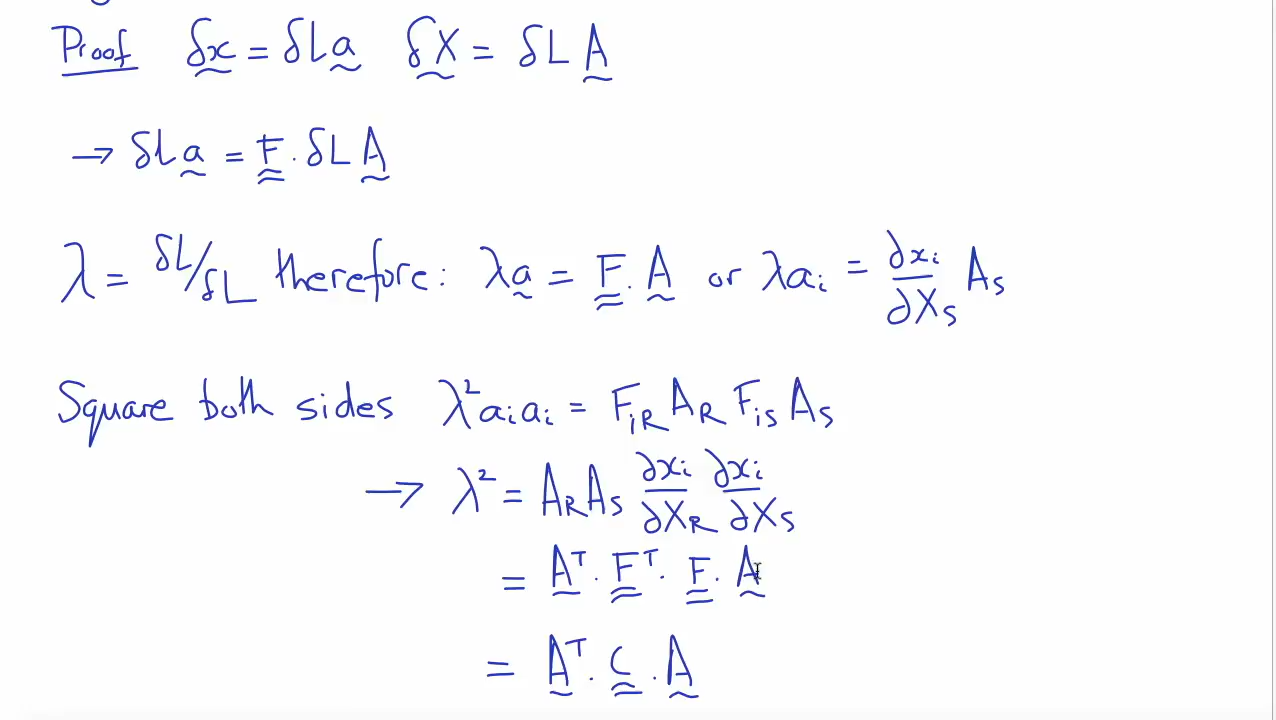 Proof δx = δl a δX = δL A
→ δl a = F . δL A
λ = δl/δL therefore: λa = F . A or λaᵢ = ∂xᵢ/∂X_S A_S
Square both sides λ²aᵢaᵢ = F_iR A_R F_iS A_S
→ λ² = A_R A_S ∂xᵢ/∂X_R ∂xᵢ/∂X_S
= Aᵀ . Fᵀ . F . A
= Aᵀ . C . A